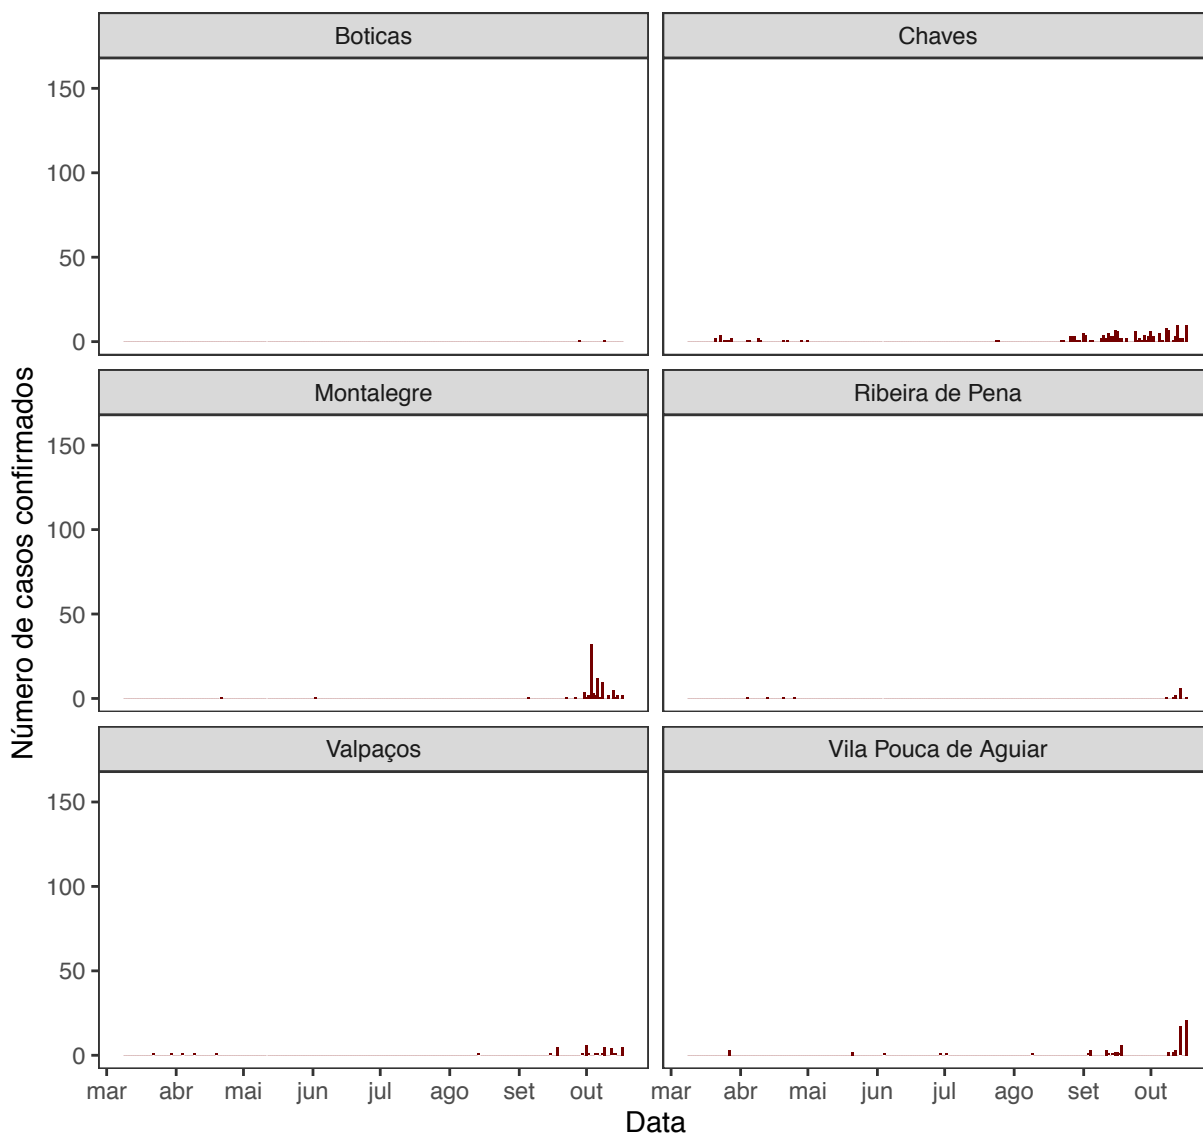 Boticas
Chaves
150
100
50
0
Montalegre
Ribeira de Pena
150
100
50
0
Valpaços
Vila Pouca de Aguiar
150
100
50
0
mar abr mai jun jul ago set out
mar abr mai jun jul ago set out
Data
Número de casos confirmados